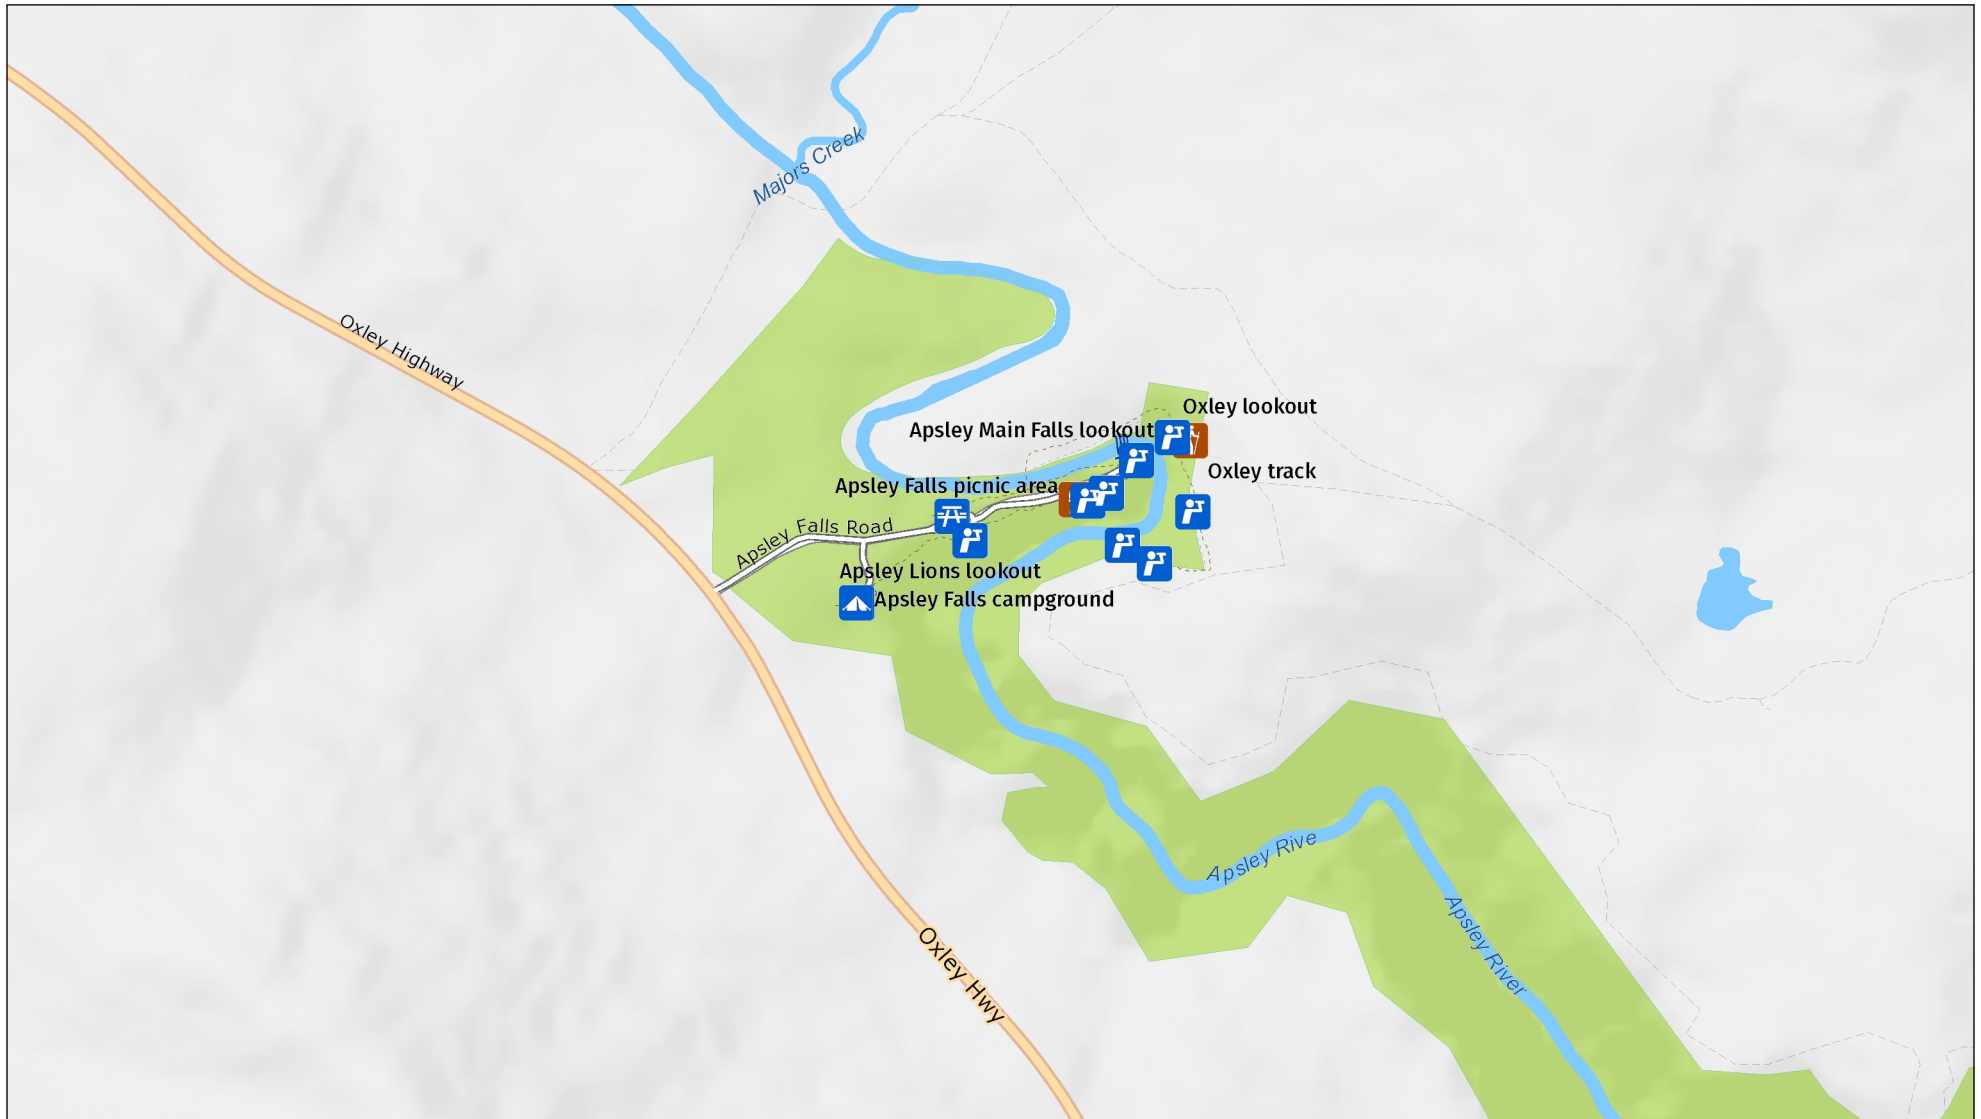 Majors Creek
Oxley Highway
Oxley lookout
Apsley Main Falls lookout
Oxley track
Apsley Falls picnic area
Apsley Falls Road
Apsley Lions lookout
Apsley Falls campground
Apsley Rive
Apsley River
Oxley Hwy